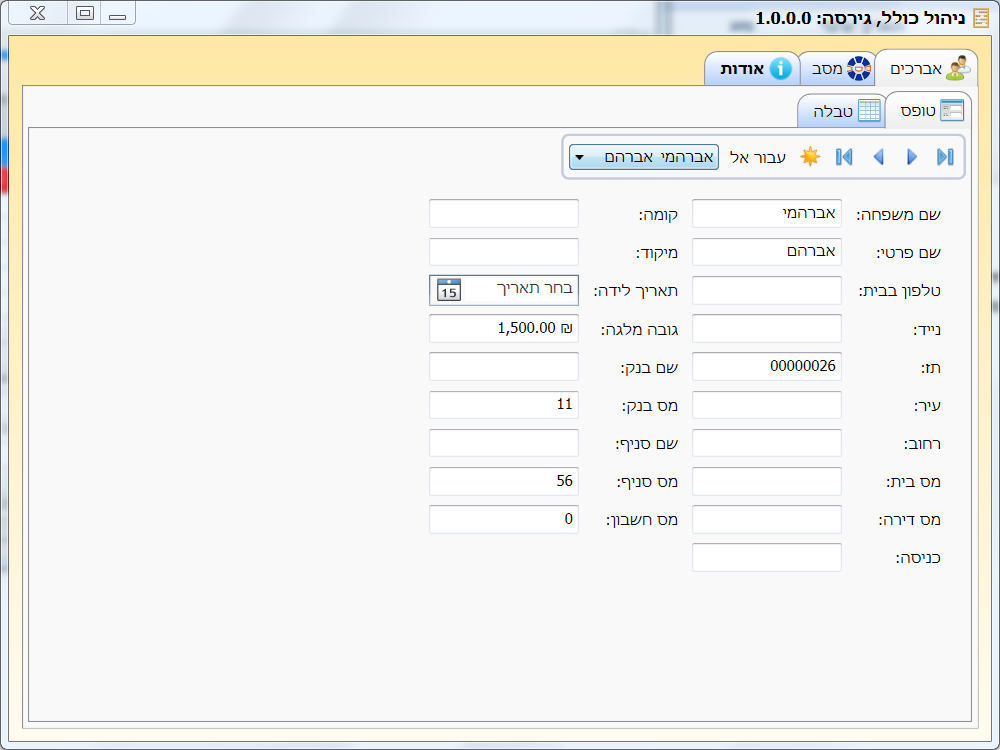 ניהול כולל, גירסה: 1.0.0.0
אברכים
מסב
אודות
טופס
טבלה
עבור אל
אברהמי אברהם
שם משפחה: אברהמי
קומה:
שם פרטי: אברהם
מיקוד:
טלפון בבית:
תאריך לידה: בחר תאריך 15
נייד:
גובה מלגה: ₪ 1,500.00
תז: 00000026
שם בנק:
עיר:
מס בנק: 11
רחוב:
שם סניף:
מס בית:
מס סניף: 56
מס דירה:
מס חשבון: 0
כניסה: